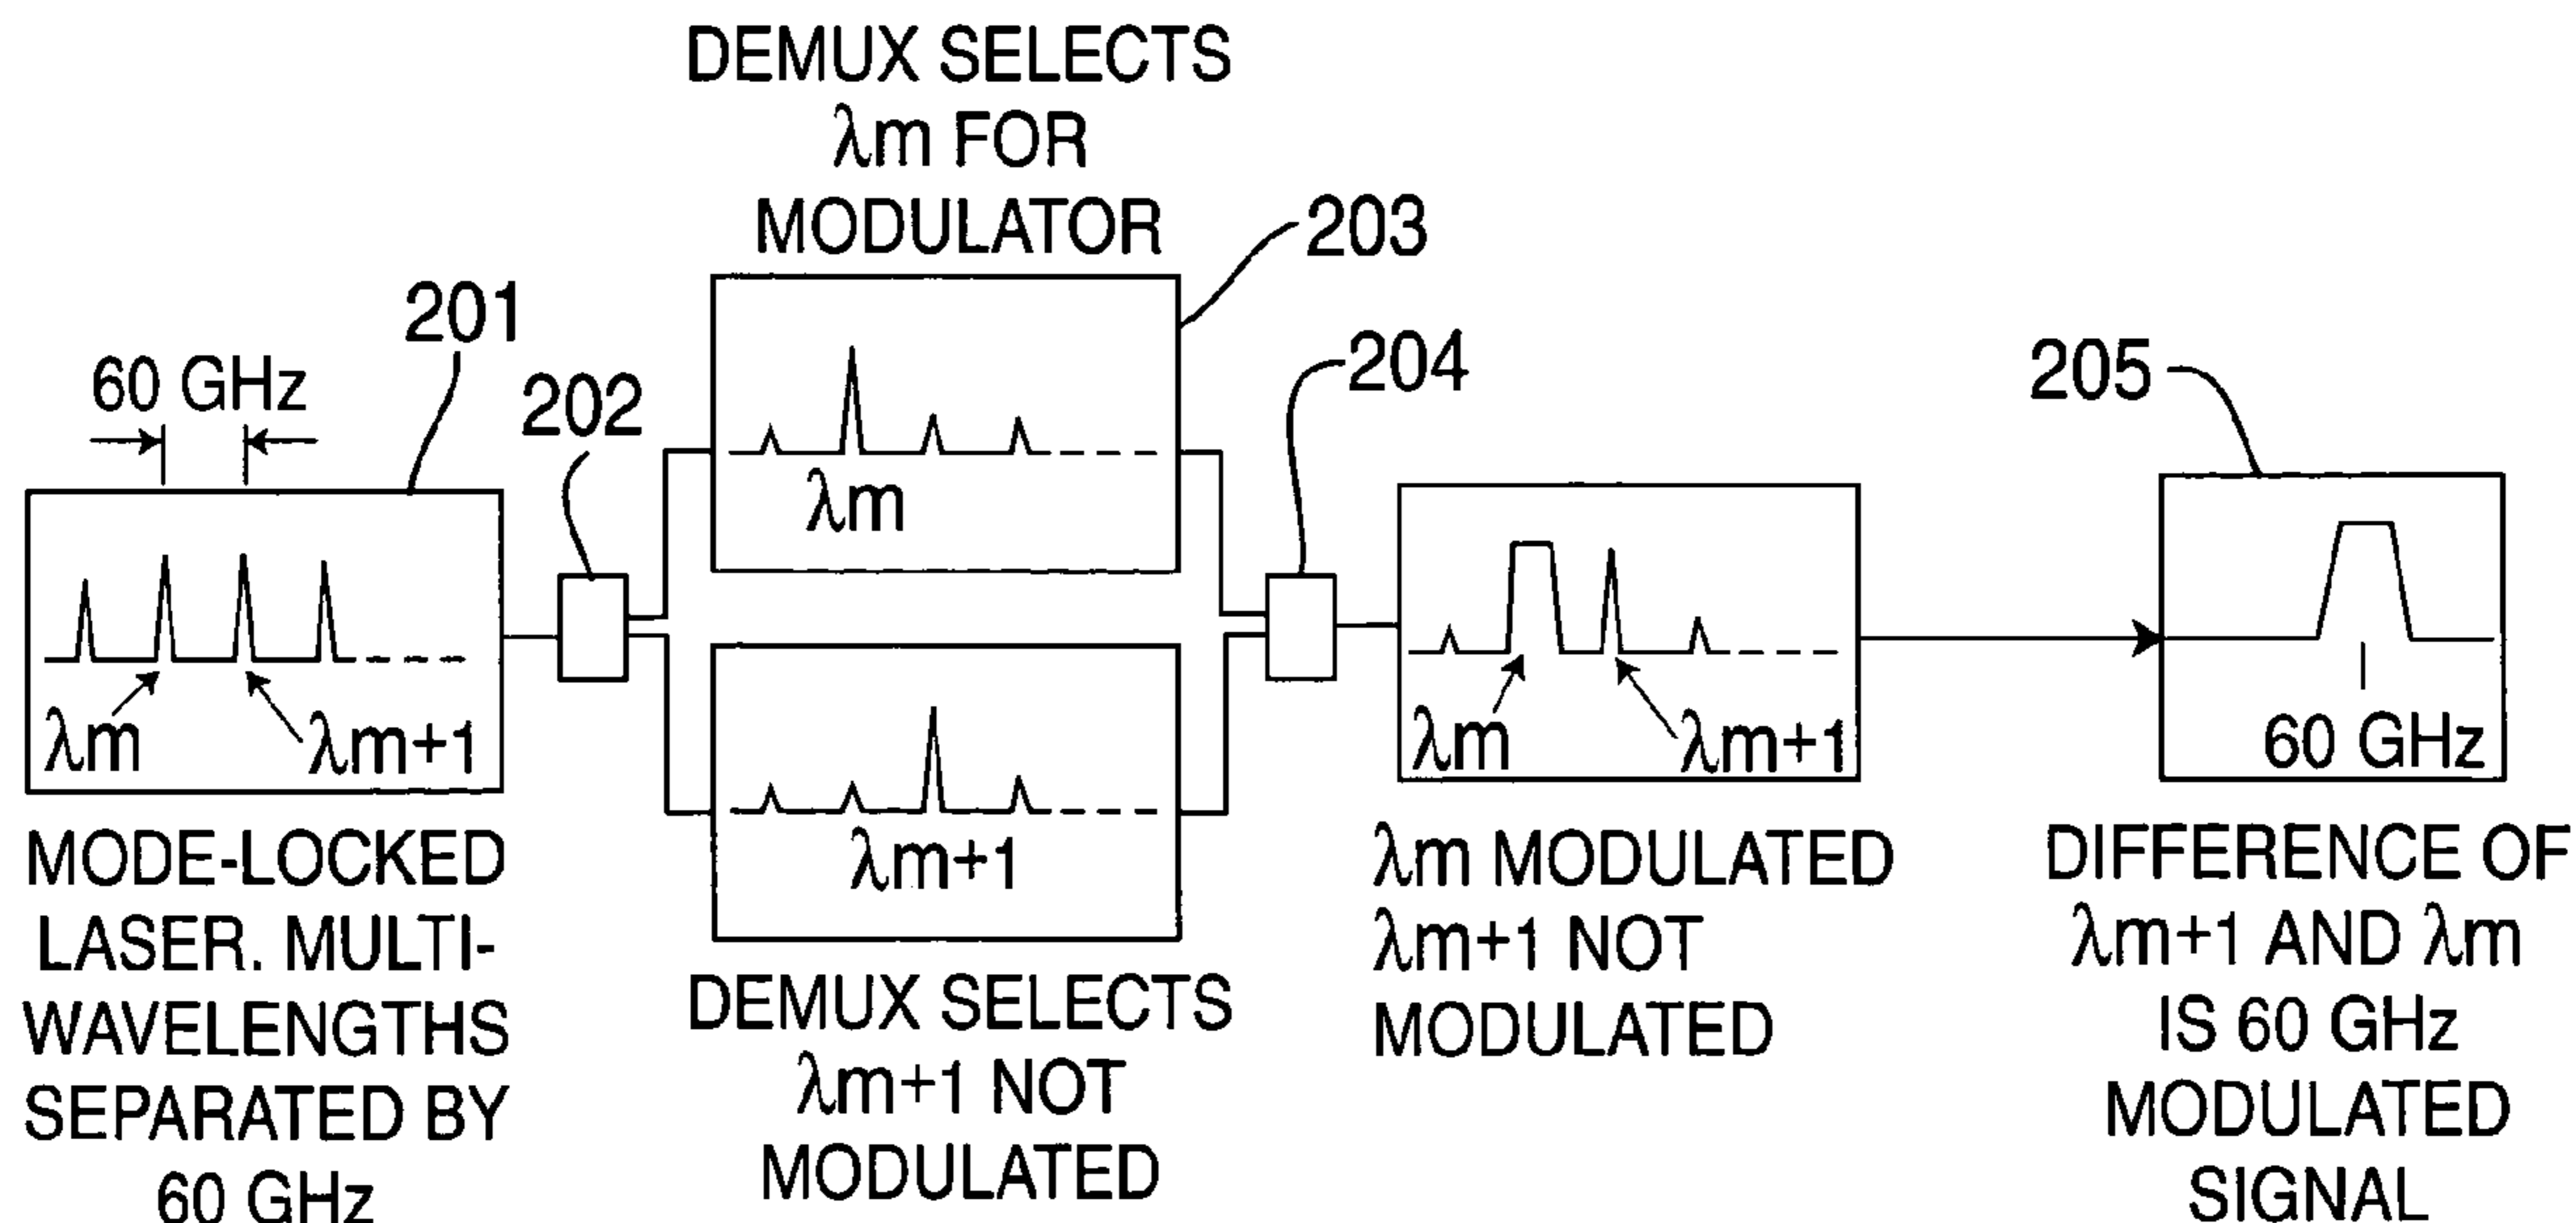 DEMUX SELECTS
λm FOR
MODULATOR
203
201
60 GHz
202
204
205
λm
λm
λm+1
λm+1
λm
λm+1
60 GHz
MODE-LOCKED
LASER. MULTI-
WAVELENGTHS
SEPARATED BY
60 GHz
DEMUX SELECTS
λm+1 NOT
MODULATED
λm MODULATED
λm+1 NOT
MODULATED
DIFFERENCE OF
λm+1 AND λm
IS 60 GHz
MODULATED
SIGNAL